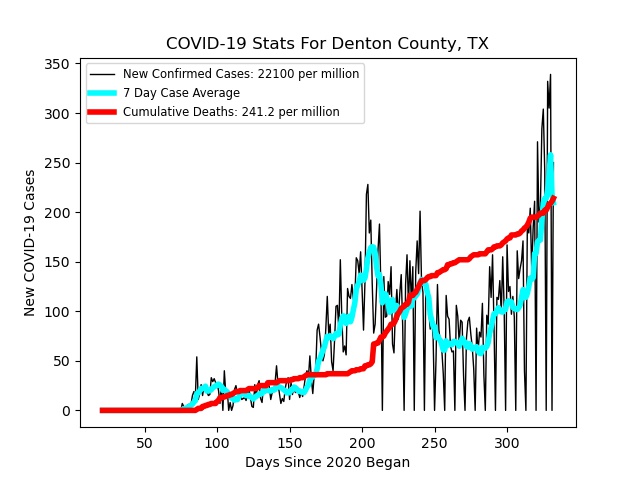 COVID-19 Stats For Denton County, TX
New Confirmed Cases: 22100 per million
7 Day Case Average
Cumulative Deaths: 241.2 per million
New COVID-19 Cases
350
300
250
200
150
100
50
0
50 100 150 200 250 300
Days Since 2020 Began